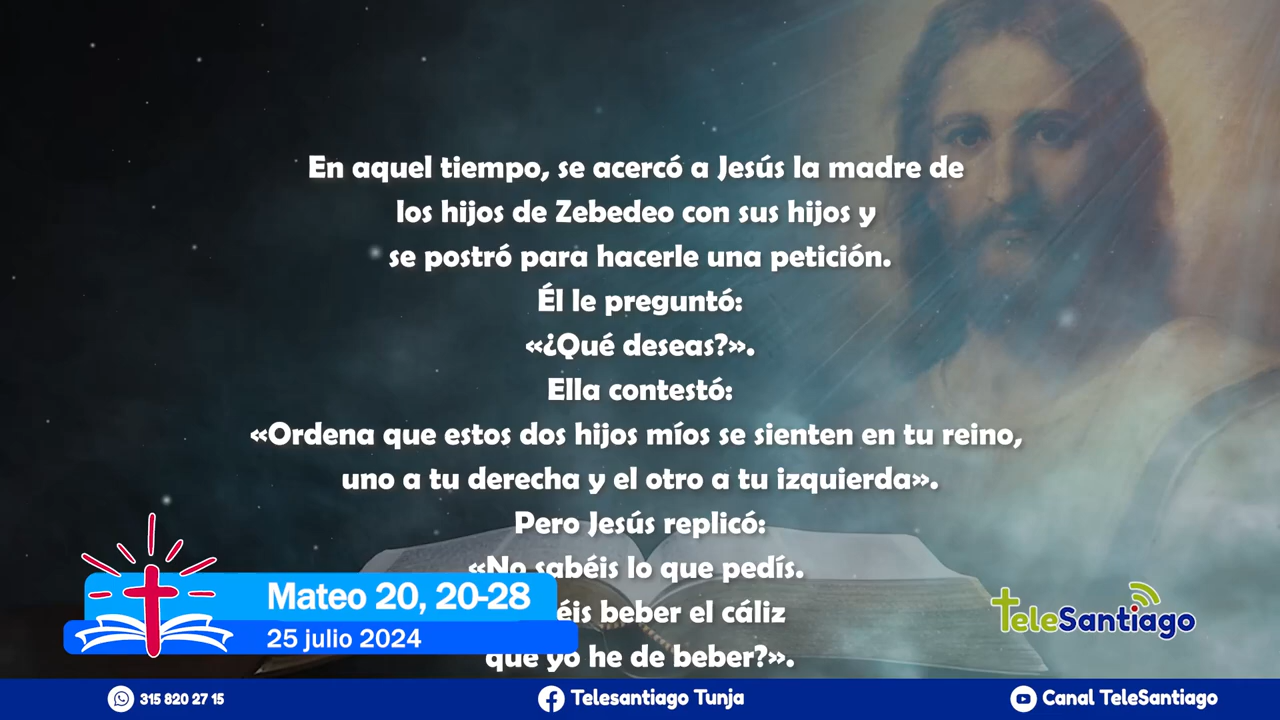 En aquel tiempo, se acercó a Jesús la madre de
los hijos de Zebedeo con sus hijos y
se postró para hacerle una petición.
Él le preguntó:
«¿Qué deseas?».
Ella contestó:
«Ordena que estos dos hijos míos se sienten en tu reino,
uno a tu derecha y el otro a tu izquierda».
Pero Jesús replicó:
«No sabéis lo que pedís.
éis beber el cáliz
que yo he de beber?».
Mateo 20, 20-28
25 julio 2024
TeleSantiago
315 820 27 15
Telesantiago Tunja
Canal TeleSantiago